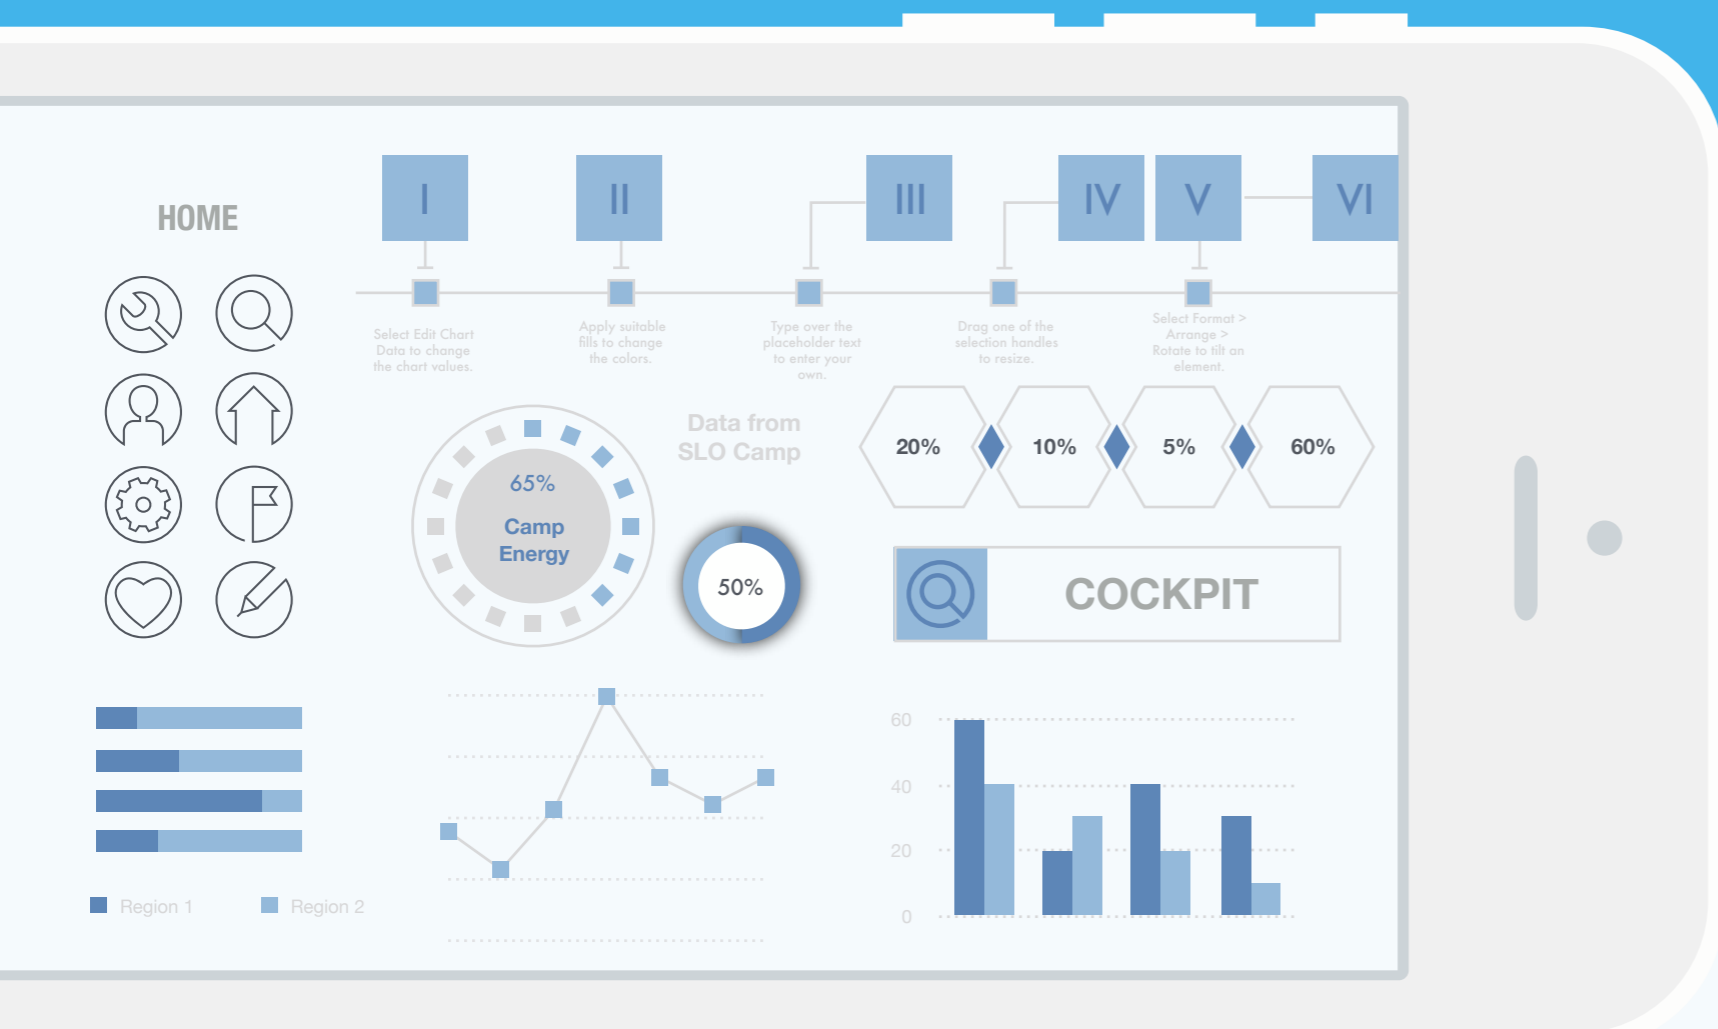 I
II
III
IV
V
VI
HOME
Select Edit Chart
Data to change
the chart values.
Apply suitable
fills to change
the colors.
Type over the
placeholder text
to enter your
own.
Drag one of the
selection handles
to resize.
Select Format >
Arrange >
Rotate to tilt an
element.
65%
Camp
Energy
Data from
SLO Camp
50%
20%
10%
5%
60%
COCKPIT
Region 1
Region 2
60
40
20
0